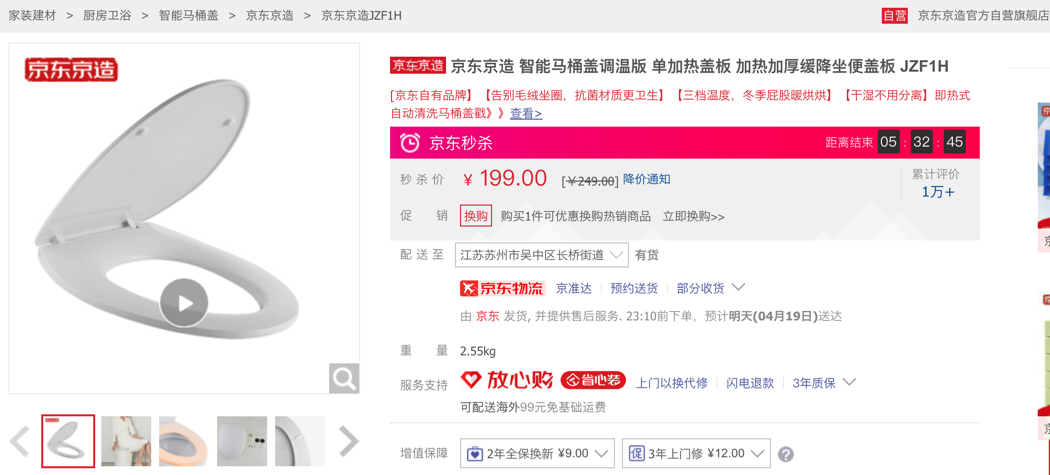 家装建材 > 厨房卫浴 > 智能马桶盖 > 京东京造 > 京东京造JZF1H
自营 京东京造官方自营旗舰店
京东京造
京东京造 京东京造 智能马桶盖调温版 单加热盖板 加热加厚缓降坐便盖板 JZF1H
[京东自有品牌】【告别毛绒坐圈，抗菌材质更卫生】【三档温度，冬季屁股暖烘烘】【干湿不用分离】即热式
自动清洗马桶盖戳》》查看>
京东秒杀 距离结束 05 : 32 : 45
秒杀价 ￥ 199.00 [￥249.00] 降价通知
累计评价
1万+
促销 换购 购买1件可优惠换购热销商品 立即换购>>
配送至 江苏苏州市吴中区长桥街道 有货
京东物流 京准达 预约送货 部分收货
由 京东 发货, 并提供售后服务. 23:10前下单，预计明天(04月19日)送达
重量 2.55kg
服务支持 放心购 省心装 上门以换代修 闪电退款 3年质保
可配送海外99元免基础运费
增值保障 2年全保换新 ¥9.00 促 3年上门修 ¥12.00 ?